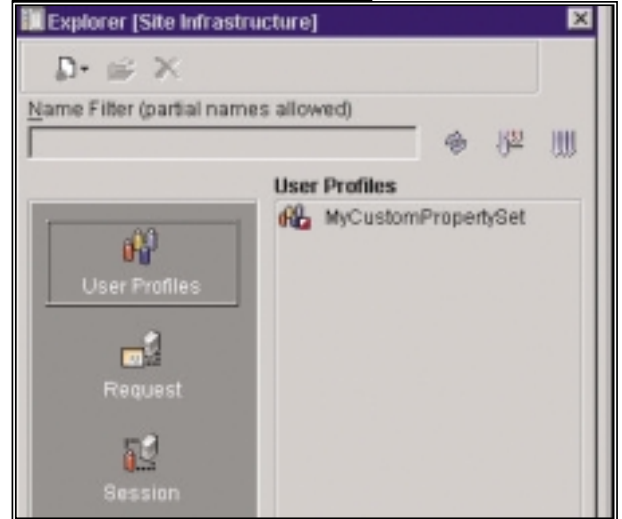 Explorer [Site Infrastructure]
Name Filter (partial names allowed)
User Profiles
MyCustomPropertySet
User Profiles
Request
Session